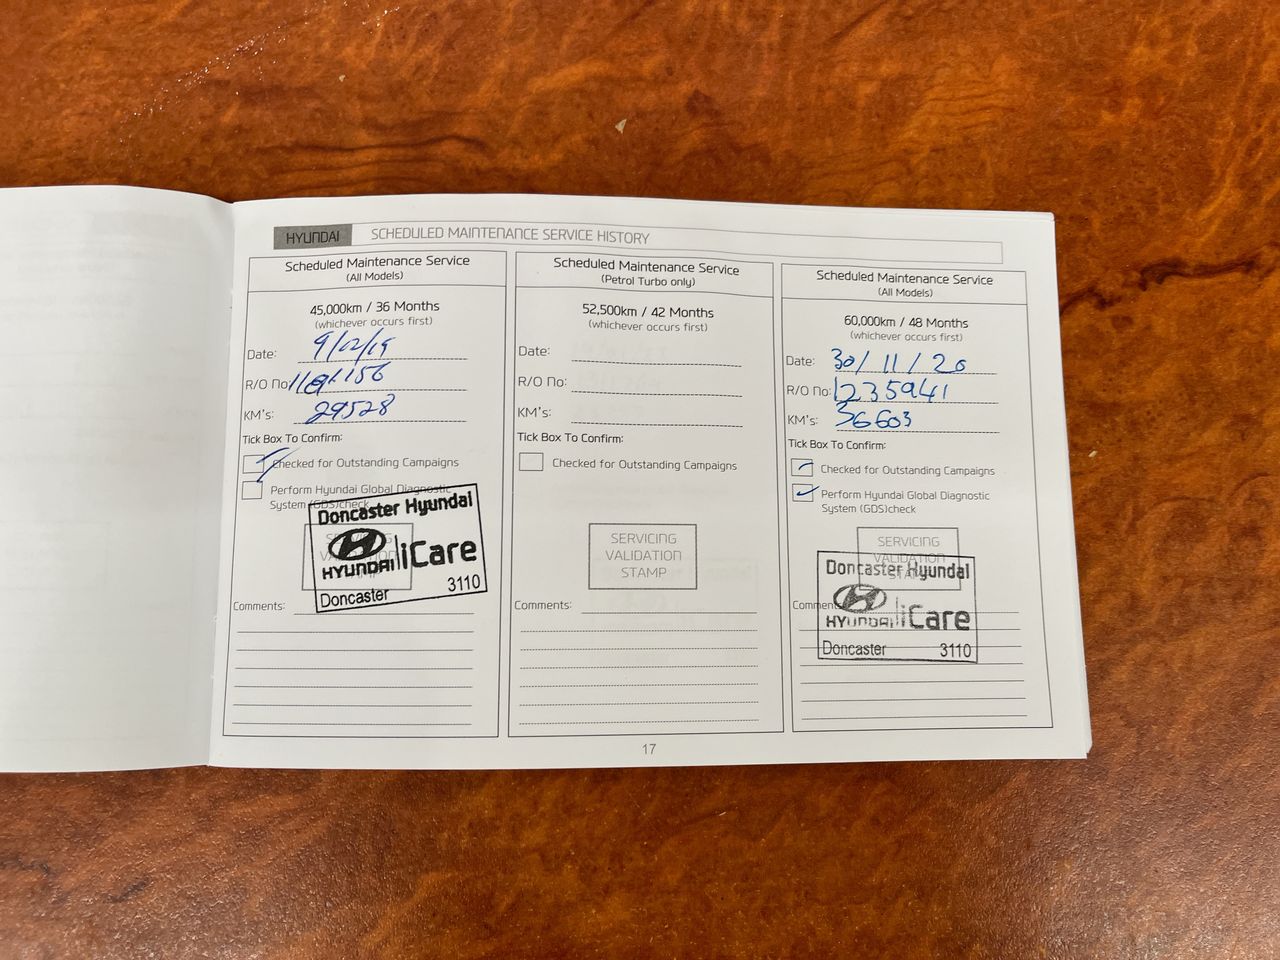 HYUNDAI SCHEDULED MAINTENANCE SERVICE HISTORY
Scheduled Maintenance Service
(All Models)
45,000km / 36 Months
(whichever occurs first)
Date: 9/12/19
R/O No:
KM's: 29528
Tick Box To Confirm:
Checked for Outstanding Campaigns
Perform Hyundai Global Diagnostic
System (GDS)check
Doncaster Hyundai
HYUNDAI iCare
Doncaster 3110
Comments:
Scheduled Maintenance Service
(Petrol Turbo only)
52,500km / 42 Months
(whichever occurs first)
Date:
R/O No:
KM's:
Tick Box To Confirm:
Checked for Outstanding Campaigns
SERVICING
VALIDATION
STAMP
Comments:
Scheduled Maintenance Service
(All Models)
60,000km / 48 Months
(whichever occurs first)
Date: 30/11/20
R/O No: 1235941
KM's: 36603
Tick Box To Confirm:
Checked for Outstanding Campaigns
Perform Hyundai Global Diagnostic
System (GDS)check
SERVICING
VALIDATION
Doncaster Hyundai
HYUNDAI iCare
Doncaster 3110
Comments
17